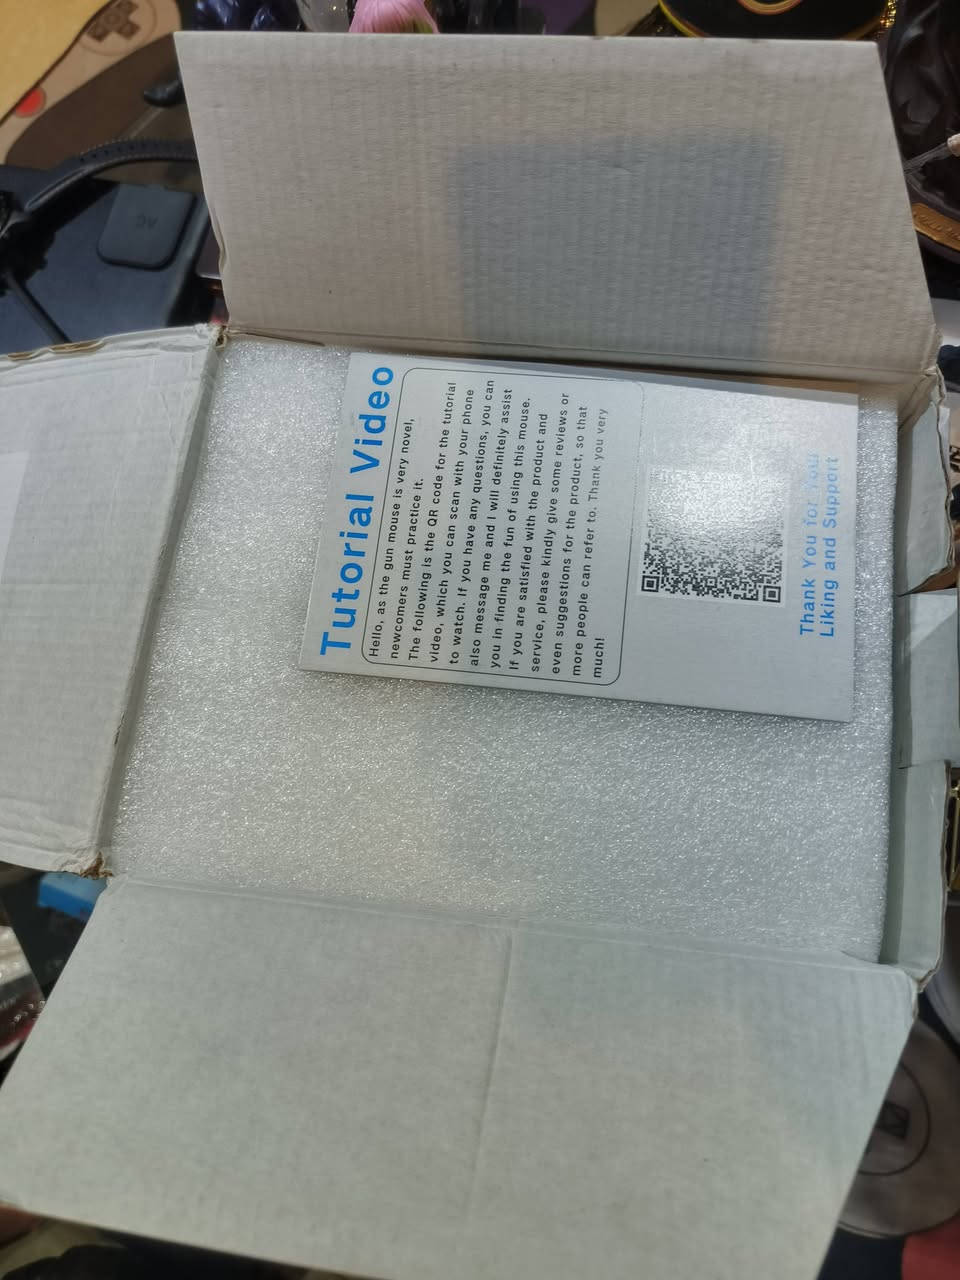 Tutorial Video
Hello, as the gun mouse is very novel,
newcomers must practice it.
The following is the QR code for the tutorial
video, which you can scan with your phone
to watch. If you have any questions, you can
also message me and I will definitely assist
you in finding the fun of using this mouse.
If you are satisfied with the product and
service, please kindly give some reviews or
even suggestions for the product, so that
more people can refer to. Thank you very
much!
Thank You for Your
Liking and Support